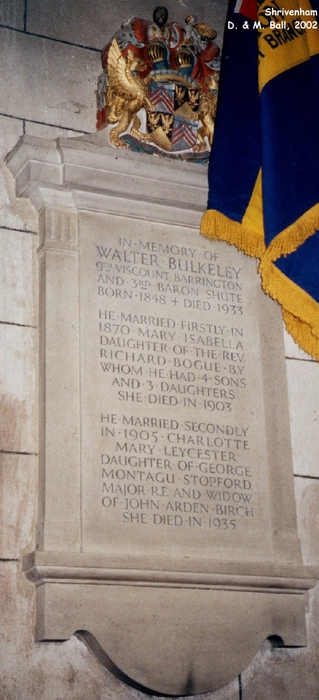 Shrivenham
D. & M. Ball, 2002
BRAN
IN·MEMORY·OF
WALTER·BULKELEY
9TH VISCOUNT BARRINGTON
AND·3RD·BARON·SHUTE
BORN·1848 + DIED·1933
HE·MARRIED·FIRSTLY·IN
1870·MARY·ISABELLA
DAUGHTER·OF·THE·REV.
RICHARD·BOGUE·BY
WHOM·HE·HAD·4·SONS
AND·3·DAUGHTERS
SHE·DIED·IN·1903
HE·MARRIED·SECONDLY
IN·1905·CHARLOTTE
MARY·LEYCESTER
DAUGHTER·OF·GEORGE
MONTAGU·STOPFORD
MAJOR·R.E·AND·WIDOW
OF·JOHN·ARDEN·BIRCH
SHE·DIED·IN·1935